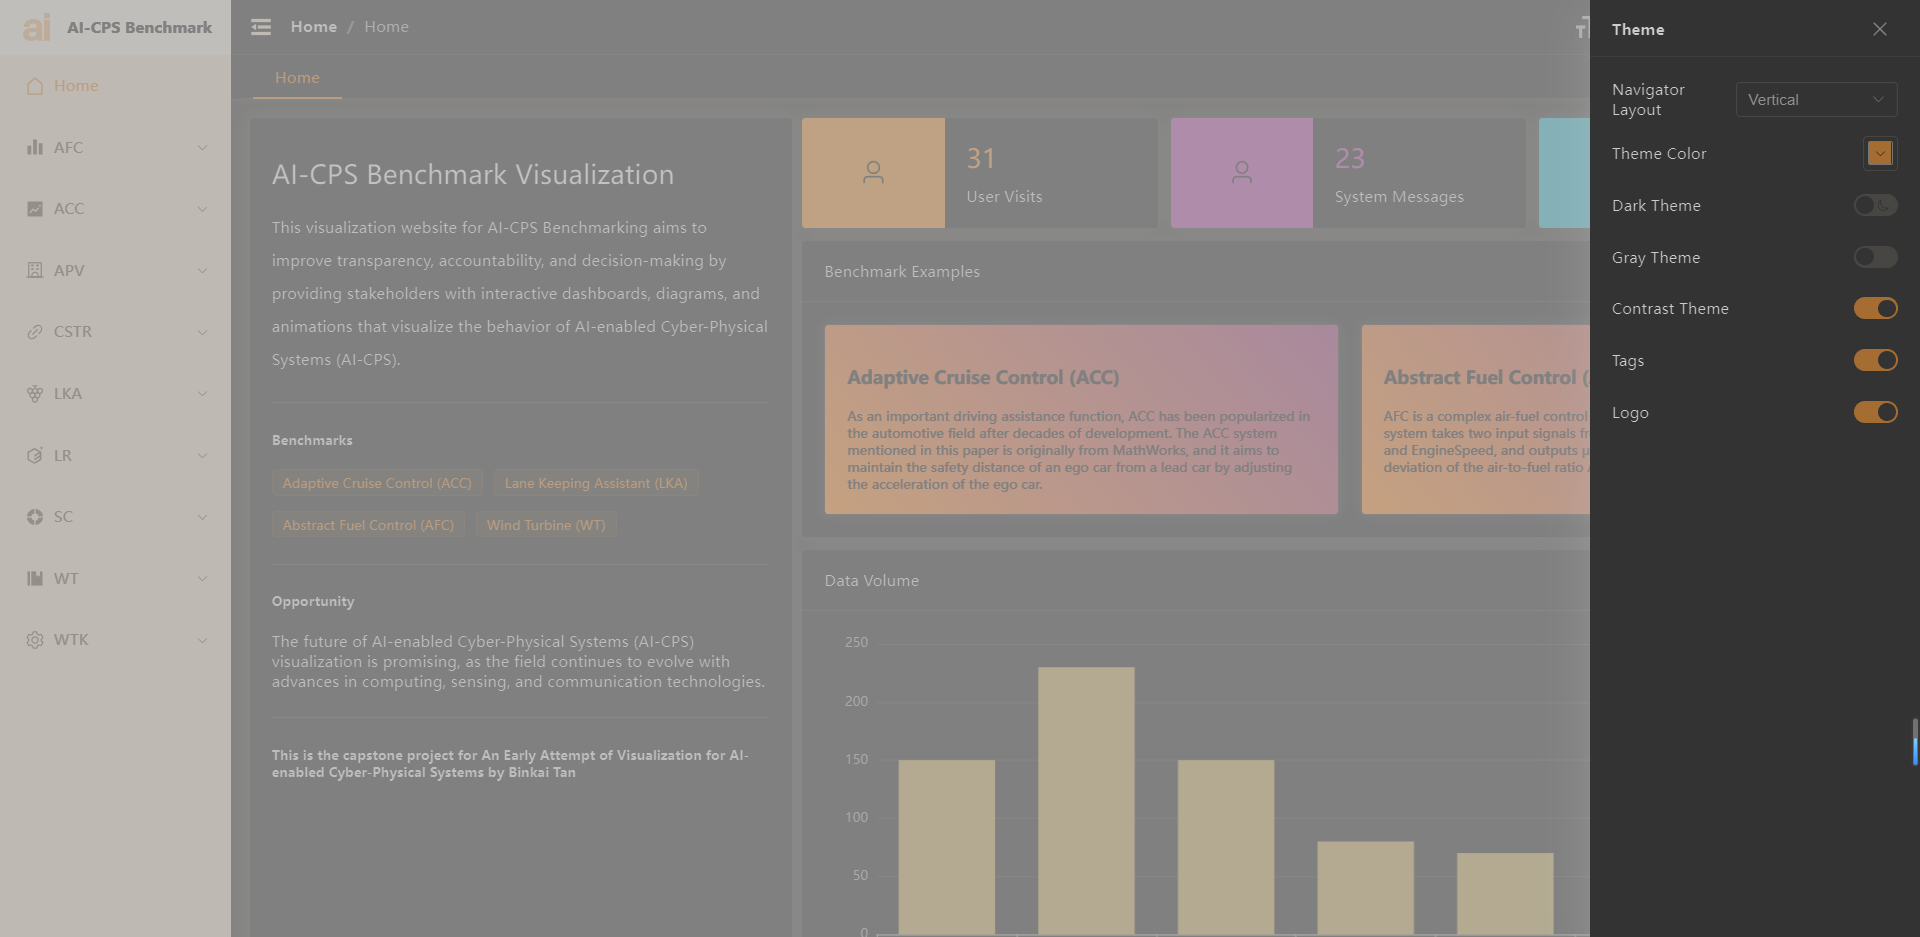 ai AI-CPS Benchmark
Home
AFC
ACC
APV
CSTR
LKA
LR
SC
WT
WTK
Home / Home
Home
AI-CPS Benchmark Visualization
This visualization website for AI-CPS Benchmarking aims to
improve transparency, accountability, and decision-making by
providing stakeholders with interactive dashboards, diagrams, and
animations that visualize the behavior of AI-enabled Cyber-Physical
Systems (AI-CPS).
Benchmarks
Adaptive Cruise Control (ACC) Lane Keeping Assistant (LKA)
Abstract Fuel Control (AFC) Wind Turbine (WT)
Opportunity
The future of AI-enabled Cyber-Physical Systems (AI-CPS)
visualization is promising, as the field continues to evolve with
advances in computing, sensing, and communication technologies.
This is the capstone project for An Early Attempt of Visualization for AI-
enabled Cyber-Physical Systems by Binkai Tan
31
User Visits
23
System Messages
Benchmark Examples
Adaptive Cruise Control (ACC)
As an important driving assistance function, ACC has been popularized in
the automotive field after decades of development. The ACC system
mentioned in this paper is originally from MathWorks, and it aims to
maintain the safety distance of an ego car from a lead car by adjusting
the acceleration of the ego car.
Abstract Fuel Control
AFC is a complex air-fuel control
system takes two input signals
and EngineSpeed, and outputs μ
deviation of the air-to-fuel ratio
Data Volume
250
200
150
100
50
0
Theme
Navigator
Layout
Vertical
Theme Color
Dark Theme
Gray Theme
Contrast Theme
Tags
Logo